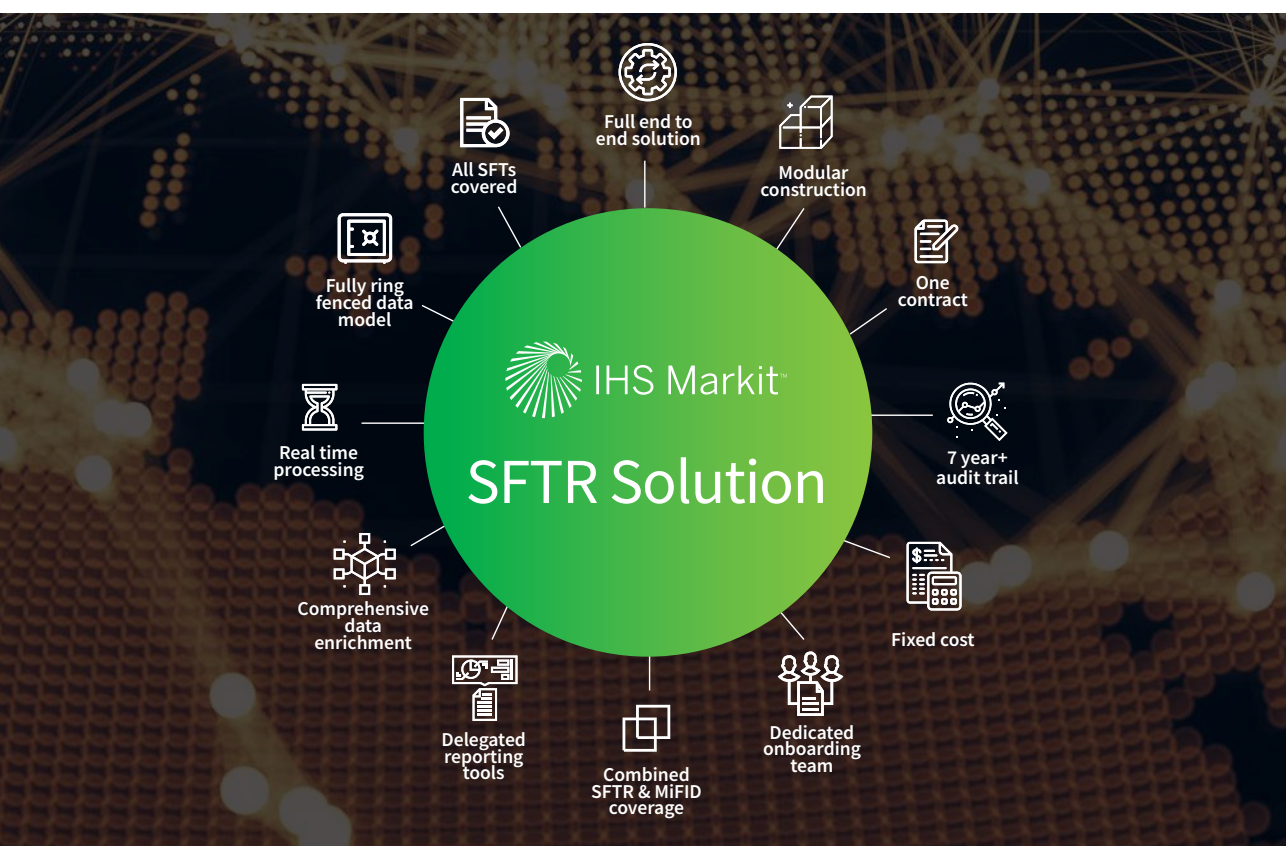 Full end to
end solution
Modular
construction
One
contract
7 year+
audit trail
Fixed cost
Dedicated
onboarding
team
Combined
SFTR & MiFID
coverage
Delegated
reporting
tools
Comprehensive
data
enrichment
Real time
processing
Fully ring
fenced data
model
All SFTs
covered
IHS Markit™
SFTR Solution